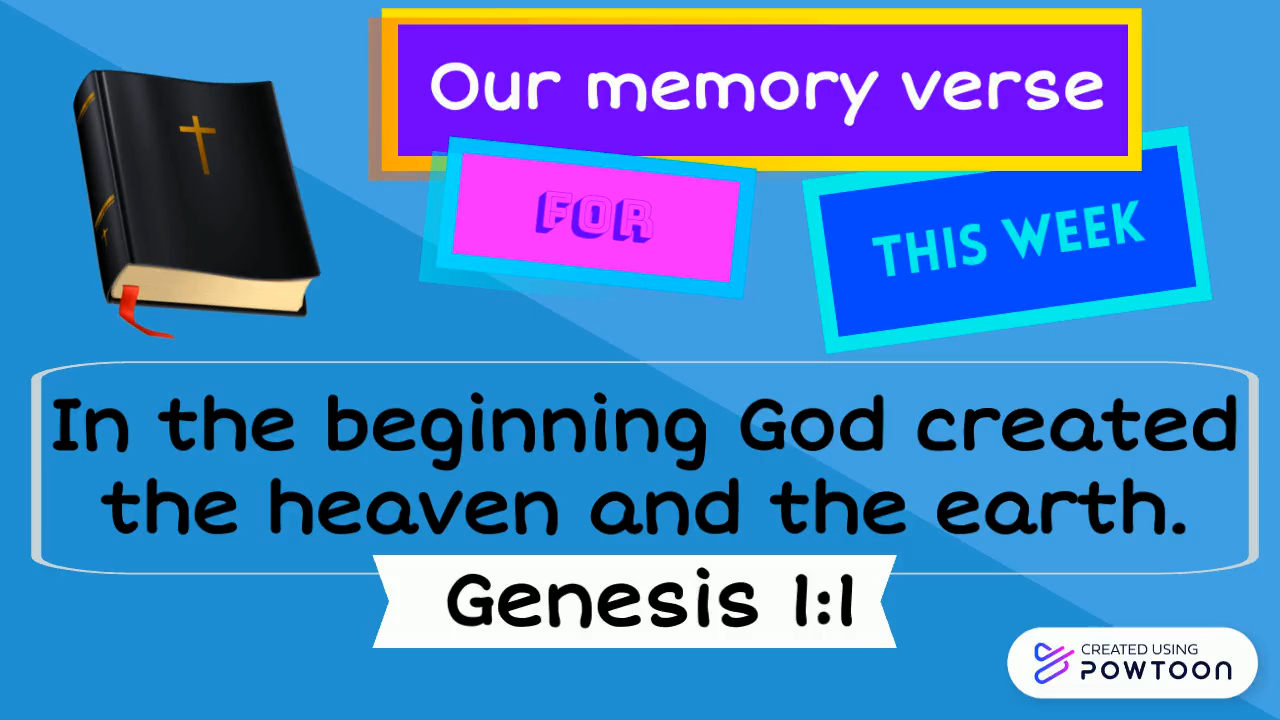 Our memory verse
FOR
THIS WEEK
In the beginning God created
the heaven and the earth.
Genesis 1:1
CREATED USING
POWTOON